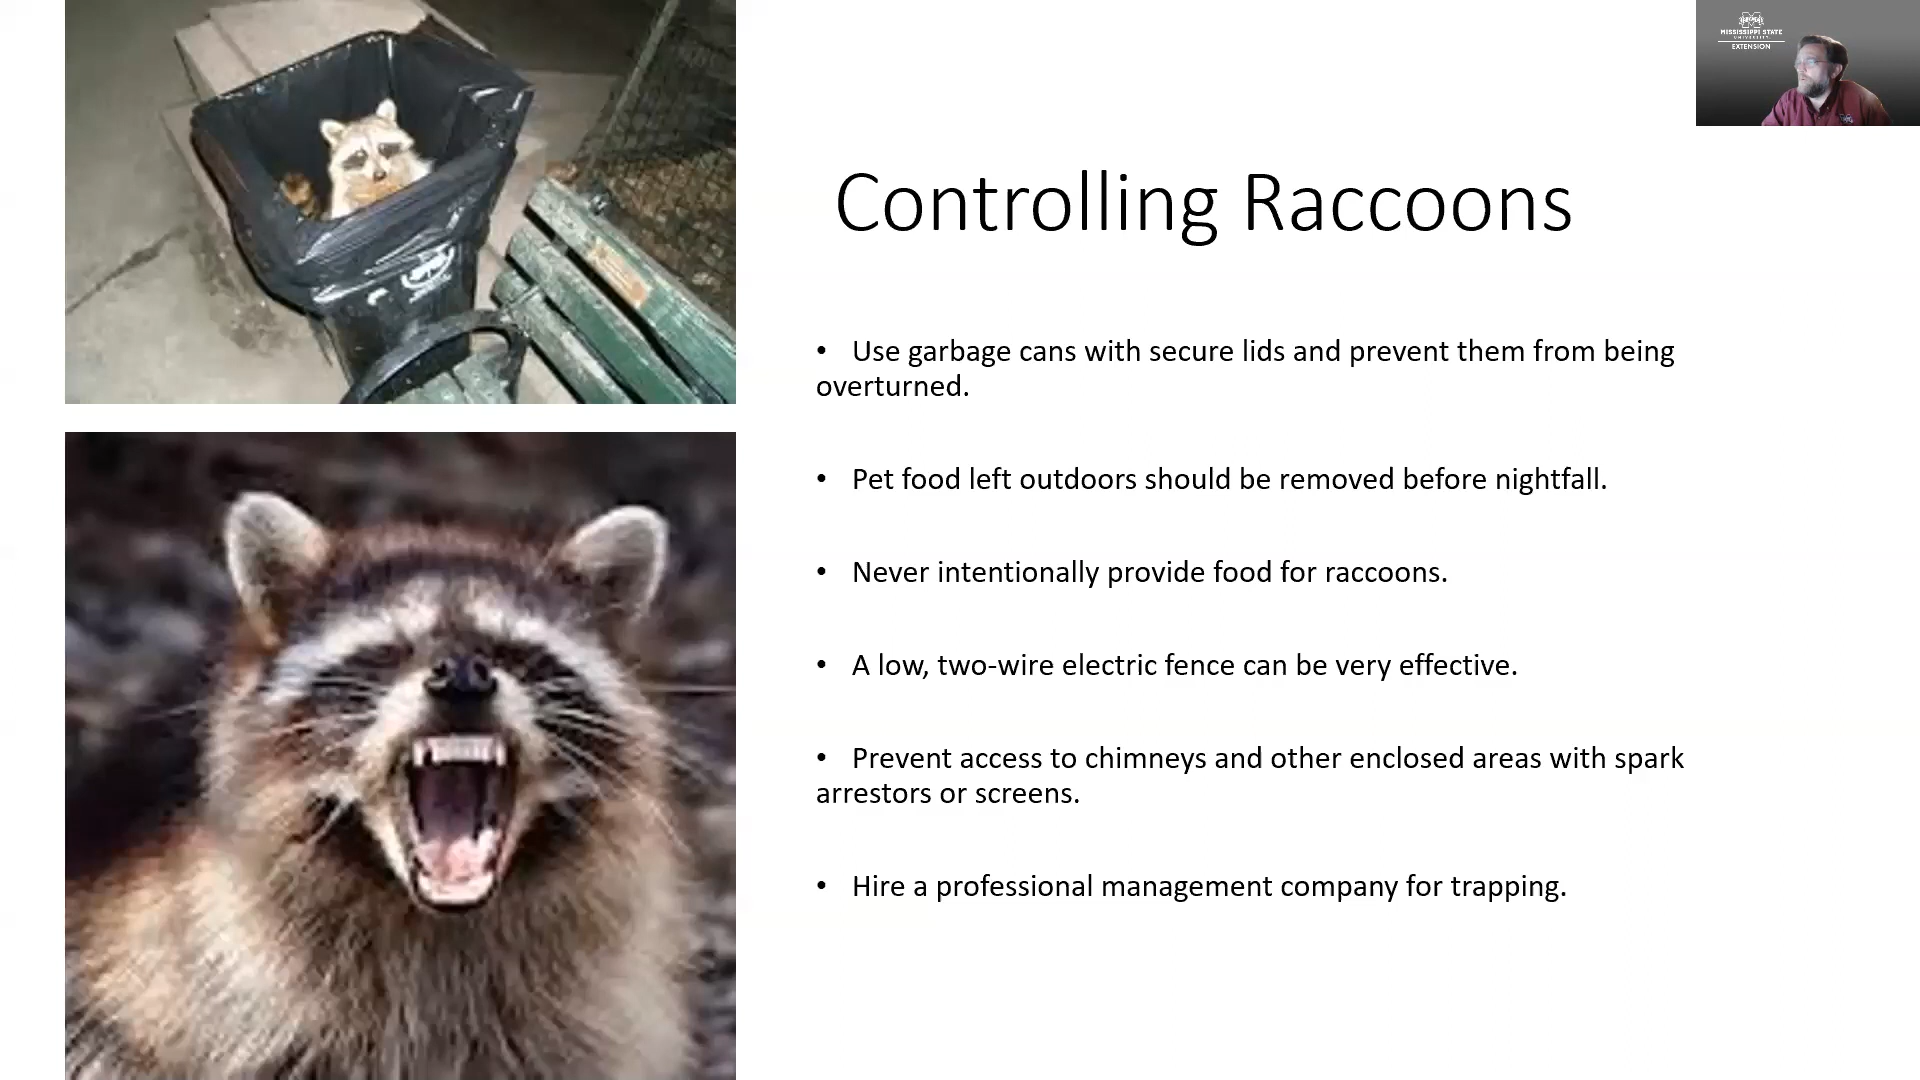 MISSISSIPPI STATE
UNIVERSITY
EXTENSION
Controlling Raccoons
• Use garbage cans with secure lids and prevent them from being
overturned.
• Pet food left outdoors should be removed before nightfall.
• Never intentionally provide food for raccoons.
• A low, two-wire electric fence can be very effective.
• Prevent access to chimneys and other enclosed areas with spark
arrestors or screens.
• Hire a professional management company for trapping.